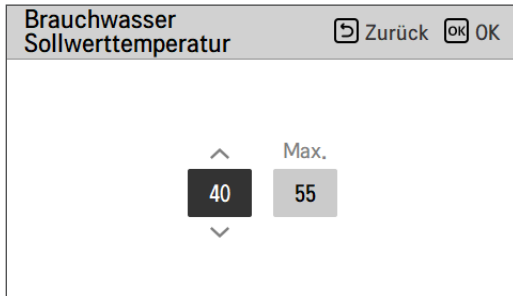 Brauchwasser
Sollwerttemperatur
Zurück OK OK
Max.
40 55